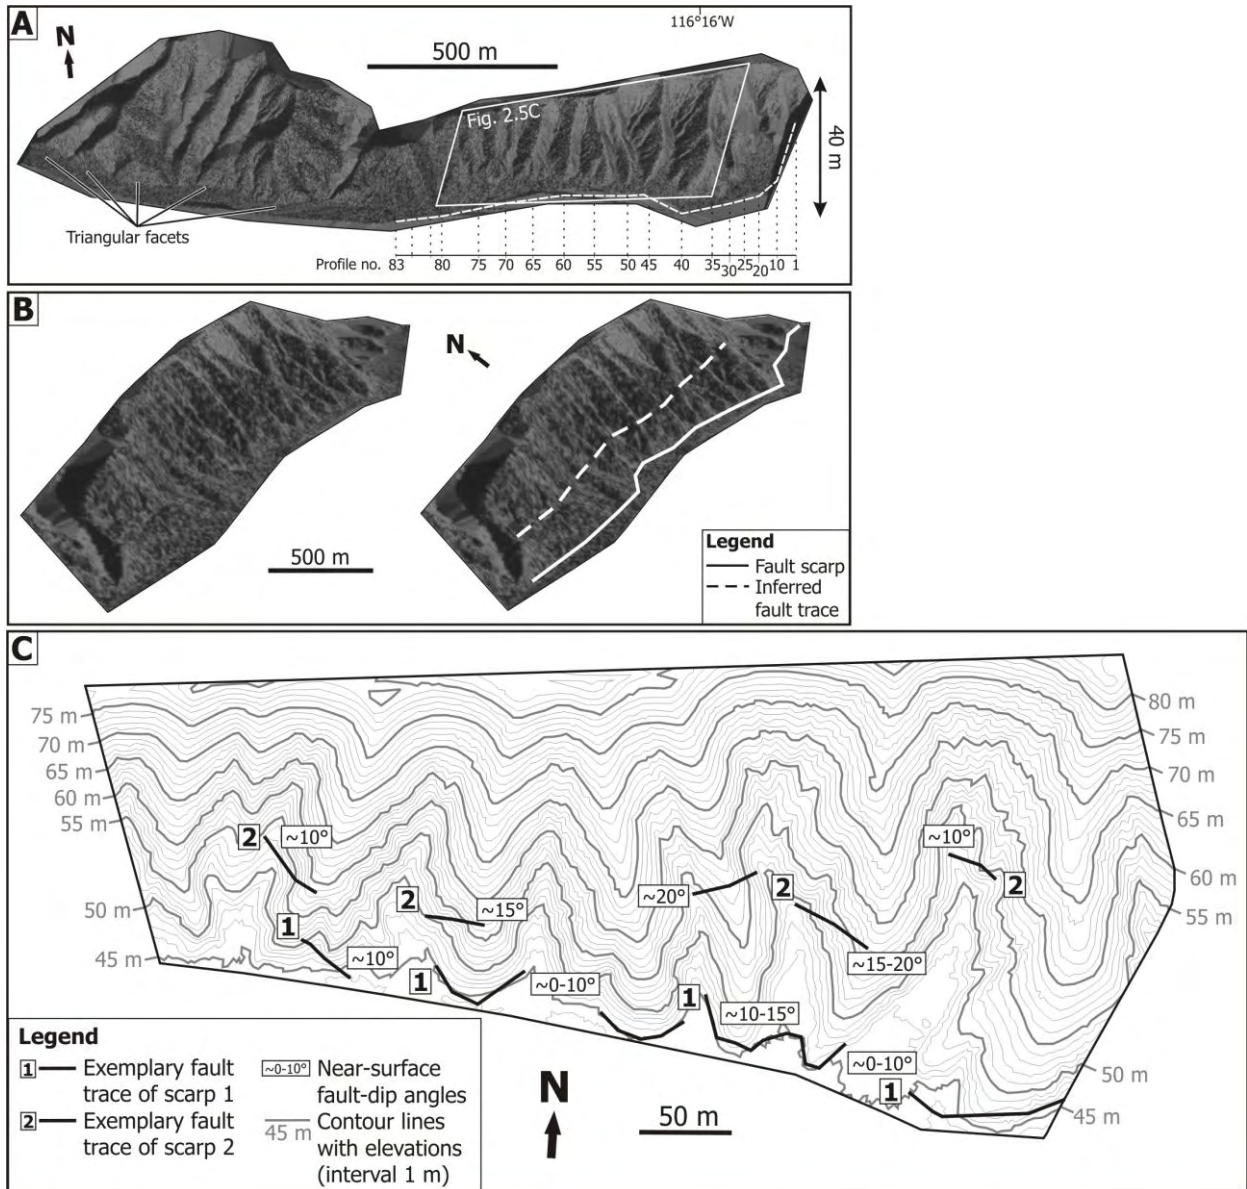 A
N
116°16'W
500 m
Fig. 2.5C
40 m
Triangular facets
Profile no. 83 80 75 70 65 60 55 50 45 40 35 30 25 20 10 1
B
N
500 m
Legend
Fault scarp
Inferred
fault trace
C
75 m
70 m
65 m
60 m
55 m
50 m
45 m
80 m
75 m
70 m
65 m
60 m
55 m
50 m
45 m
2
~10°
2
~15°
1
~10°
1
~0-10°
~20°
2
~15-20°
~10°
2
1
~10-15°
~0-10°
1
Legend
1 Exemplary fault
trace of scarp 1
2 Exemplary fault
trace of scarp 2
~0-10° Near-surface
fault-dip angles
45 m Contour lines
with elevations
(interval 1 m)
N
50 m